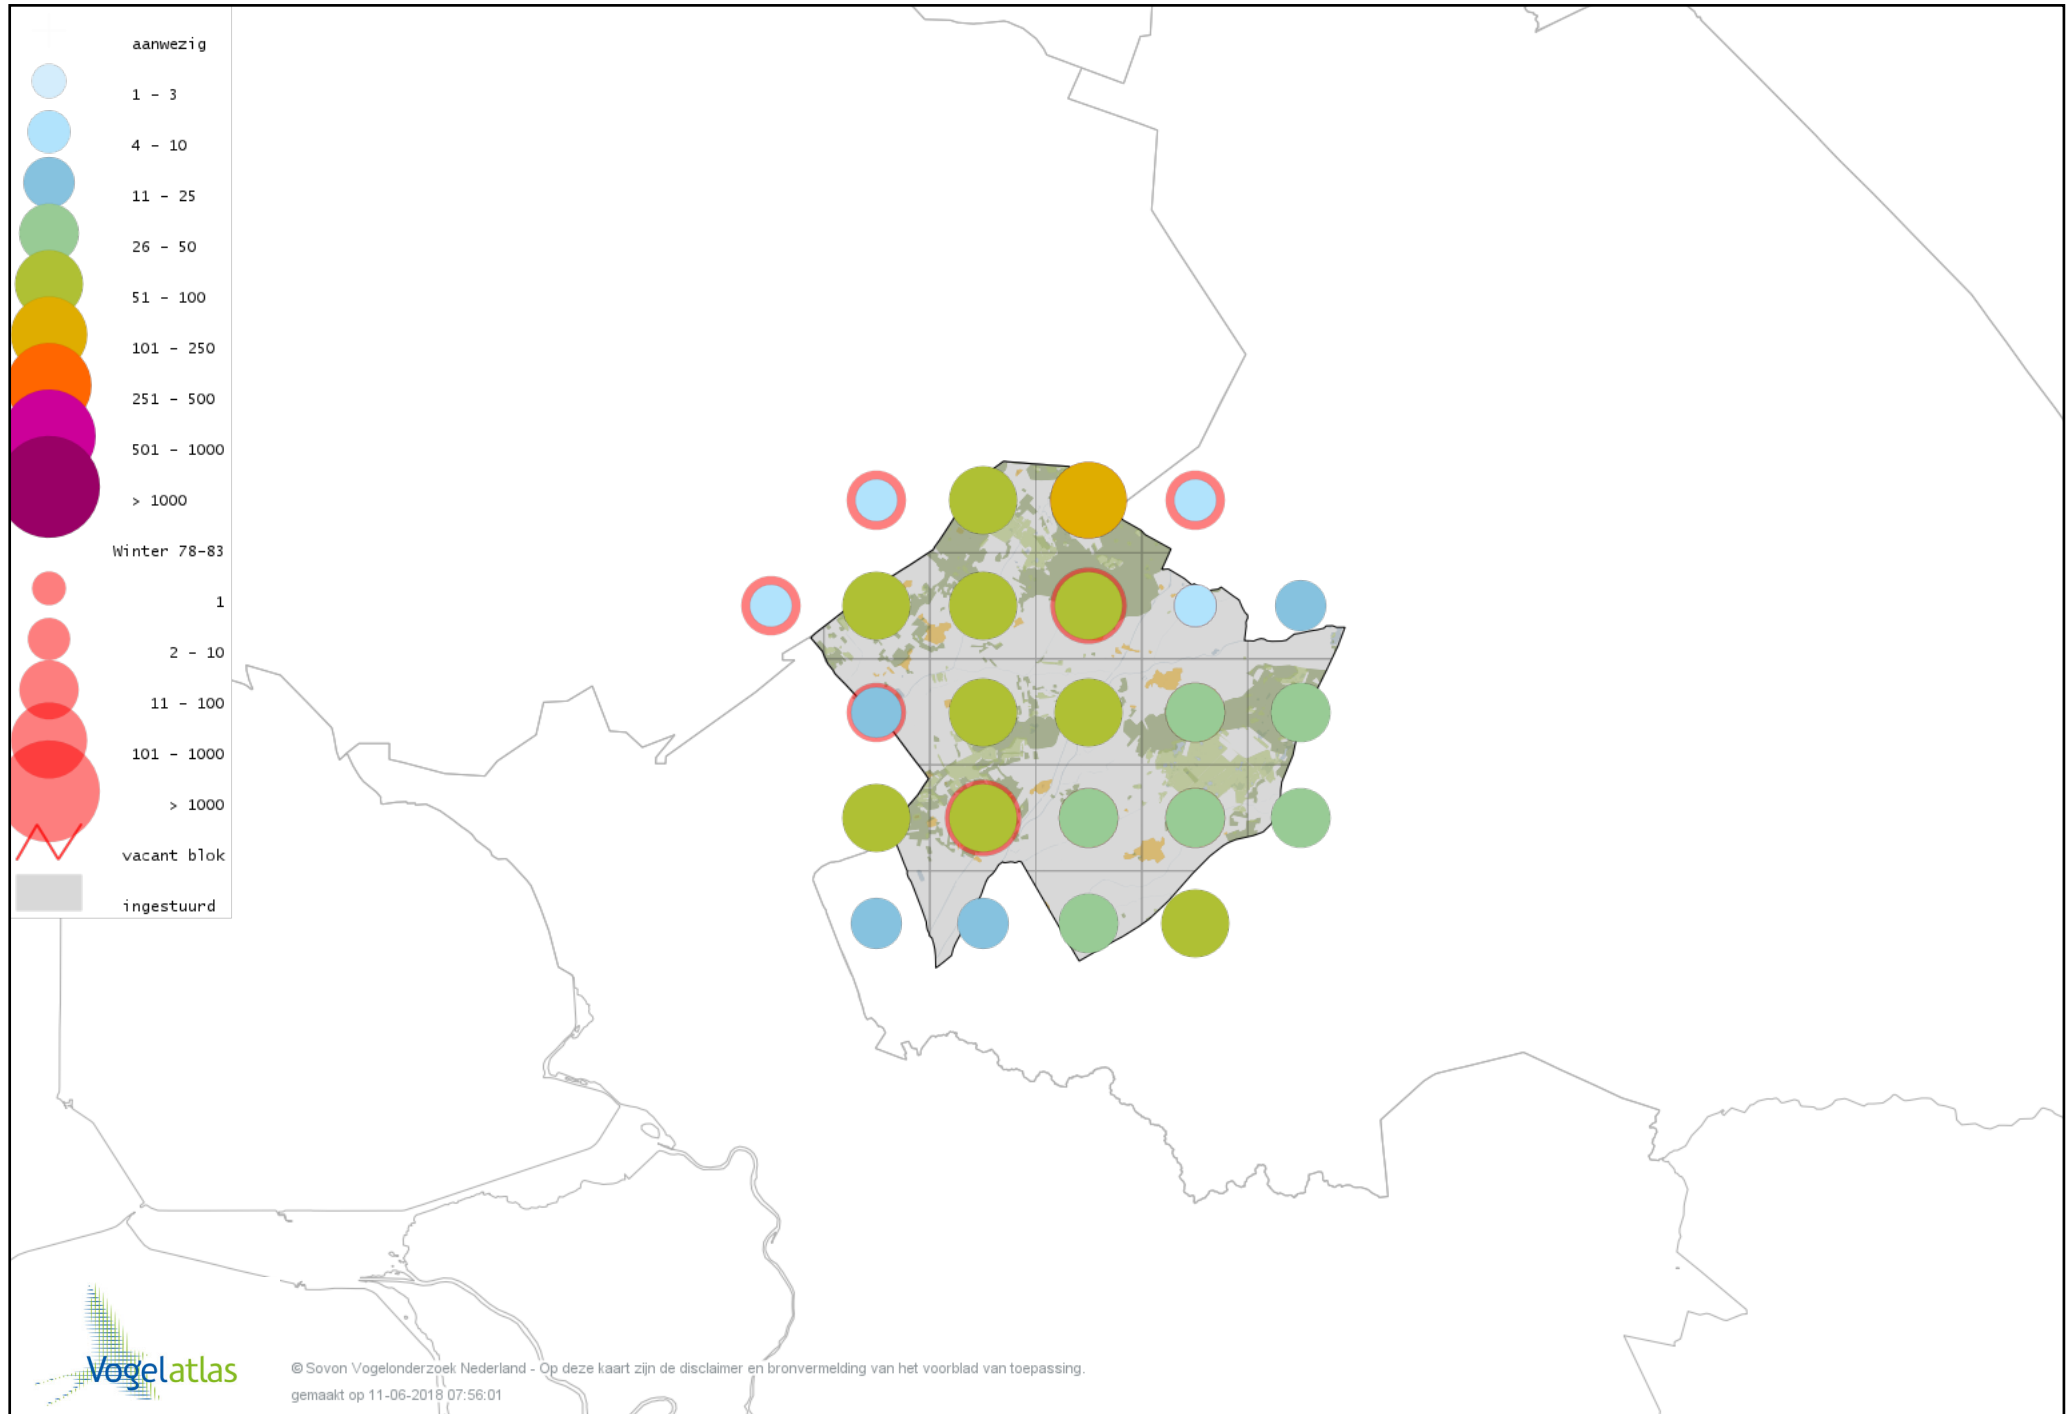 aanwezig
1 - 3
4 - 10
11 - 25
26 - 50
51 - 100
101 - 250
251 - 500
501 - 1000
> 1000
Winter 78-83
1
2 - 10
11 - 100
101 - 1000
> 1000
vacant blok
ingestuurd
Vogelatlas
© Sovon Vogelonderzoek Nederland - Op deze kaart zijn de disclaimer en bronvermelding van het voorblad van toepassing.
gemaakt op 11-06-2018 07:56:01